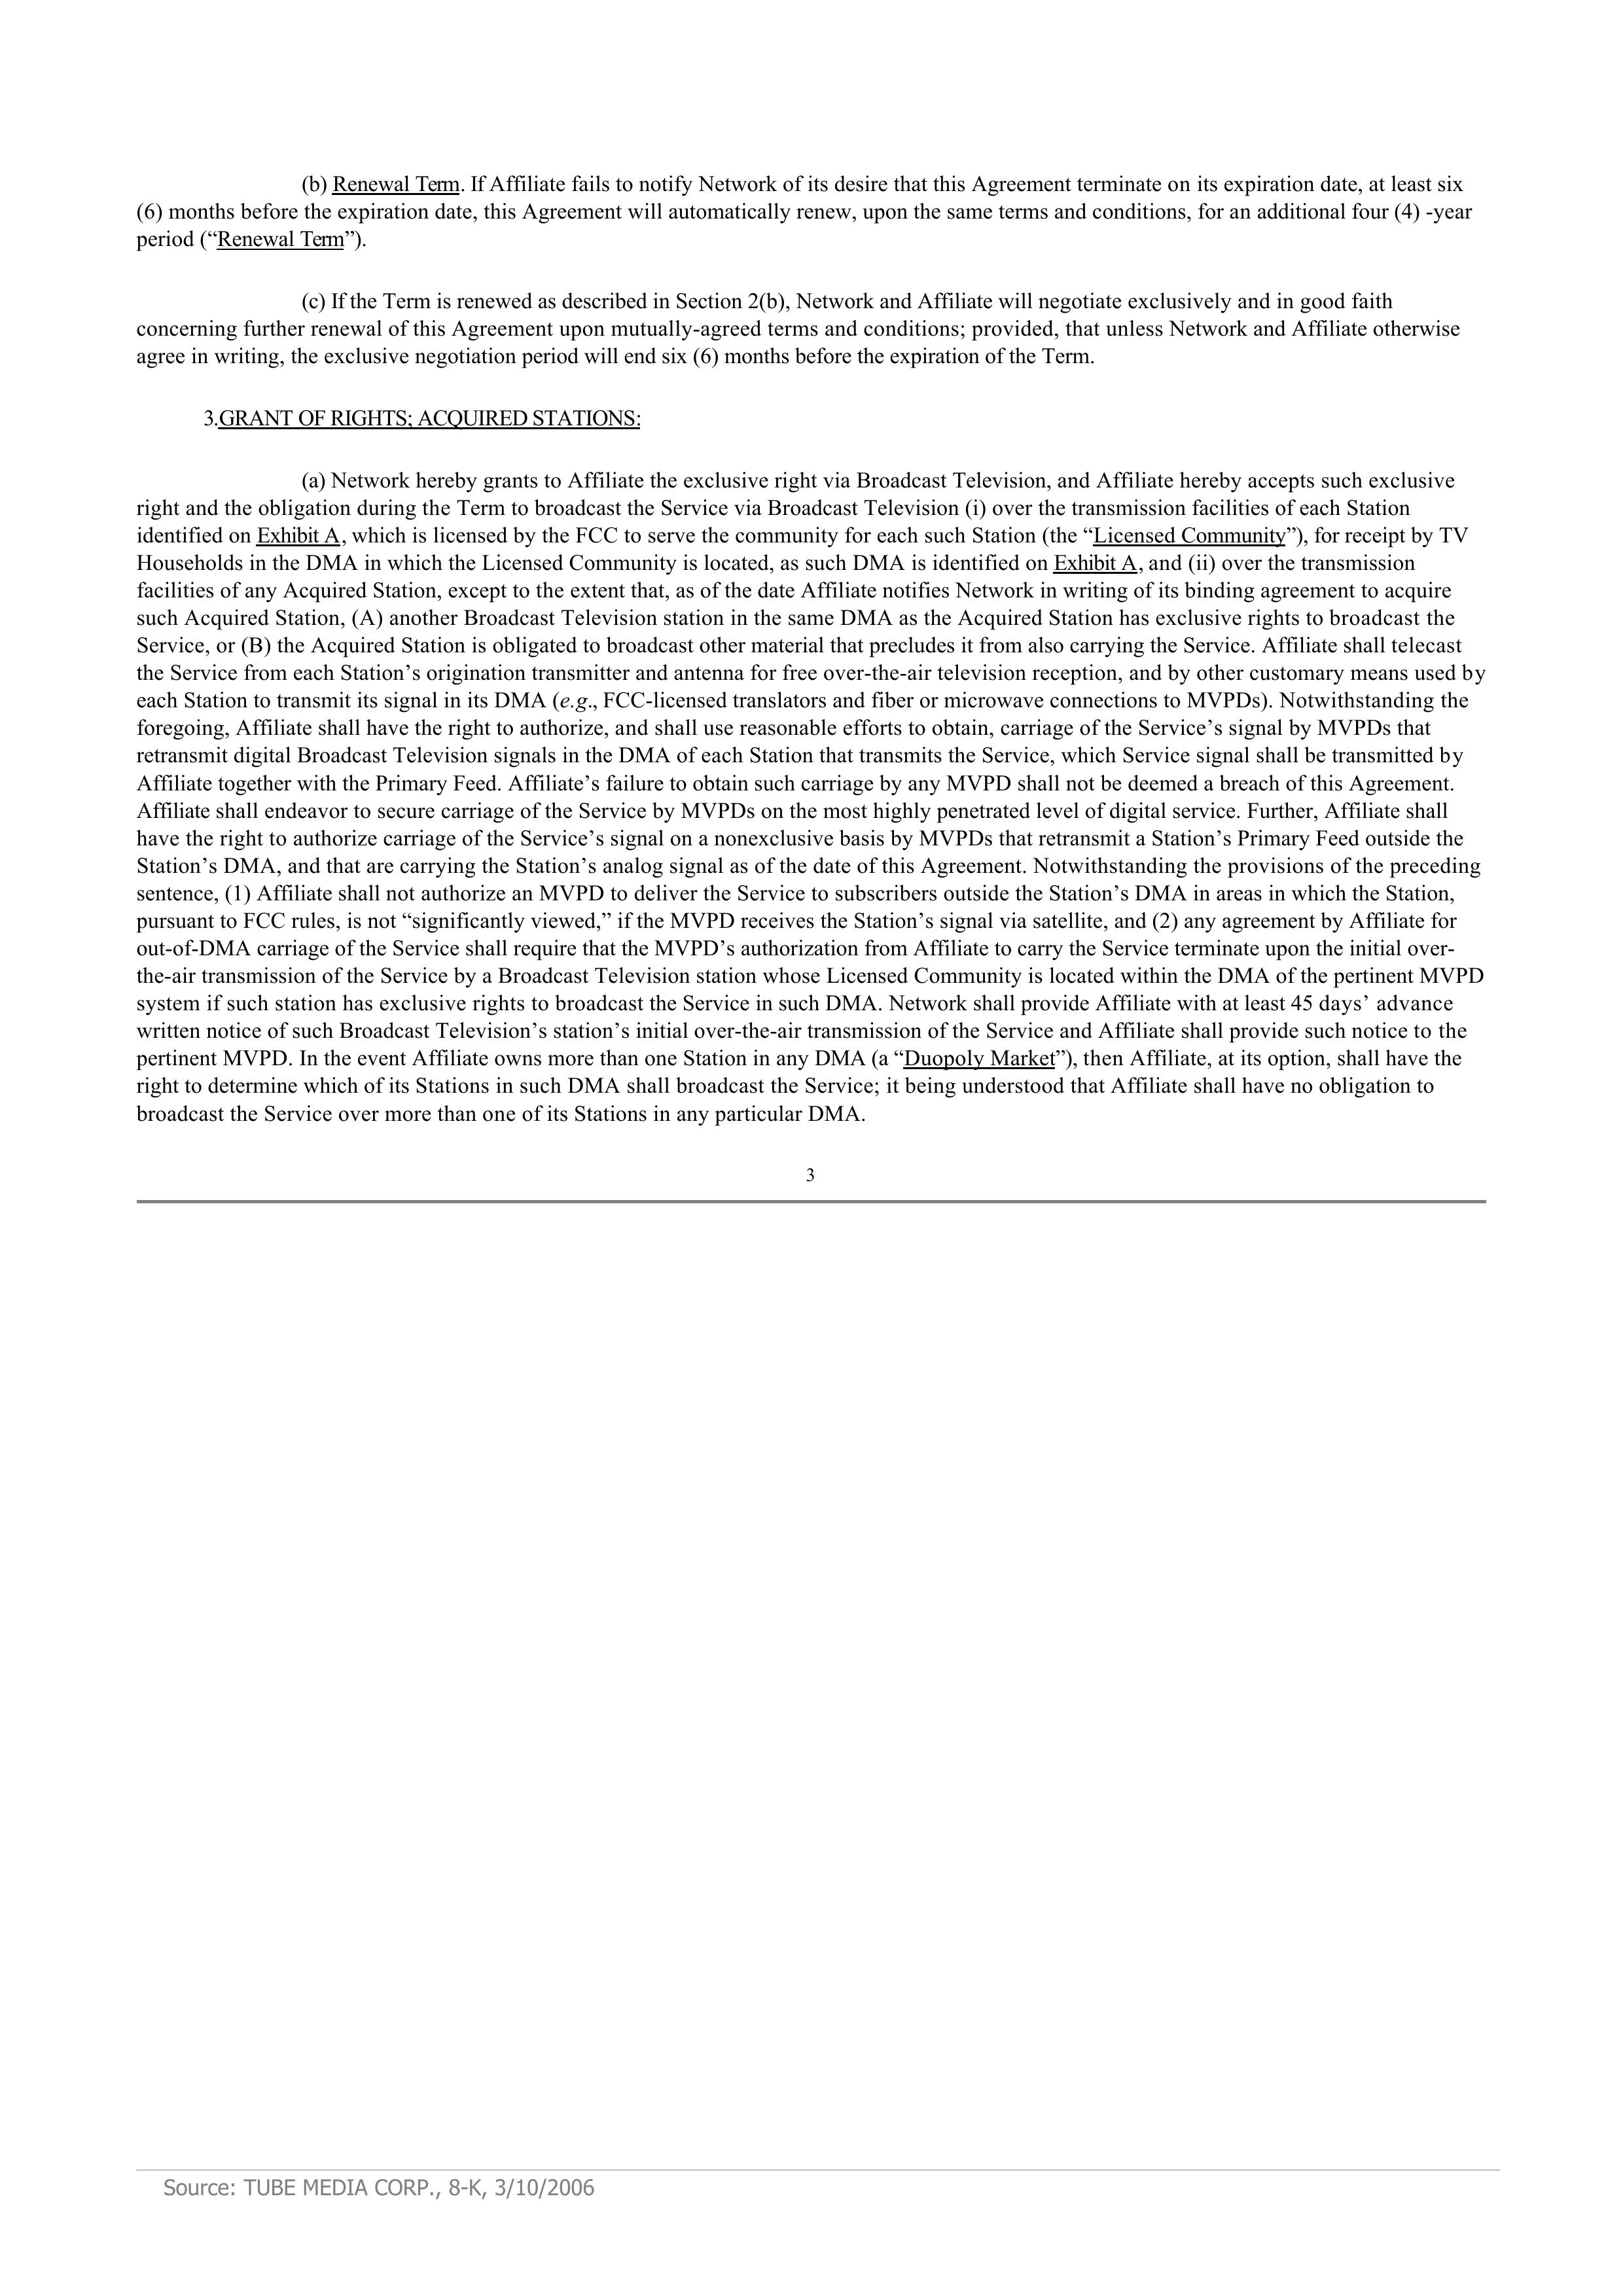 (b) Renewal Term. If Affiliate fails to notify Network of its desire that this Agreement terminate on its expiration date, at least six
(6) months before the expiration date, this Agreement will automatically renew, upon the same terms and conditions, for an additional four (4) -year
period (“Renewal Term”).
(c) If the Term is renewed as described in Section 2(b), Network and Affiliate will negotiate exclusively and in good faith
concerning further renewal of this Agreement upon mutually-agreed terms and conditions; provided, that unless Network and Affiliate otherwise
agree in writing, the exclusive negotiation period will end six (6) months before the expiration of the Term.
3.GRANT OF RIGHTS; ACQUIRED STATIONS:
(a) Network hereby grants to Affiliate the exclusive right via Broadcast Television, and Affiliate hereby accepts such exclusive
right and the obligation during the Term to broadcast the Service via Broadcast Television (i) over the transmission facilities of each Station
identified on Exhibit A, which is licensed by the FCC to serve the community for each such Station (the “Licensed Community”), for receipt by TV
Households in the DMA in which the Licensed Community is located, as such DMA is identified on Exhibit A, and (ii) over the transmission
facilities of any Acquired Station, except to the extent that, as of the date Affiliate notifies Network in writing of its binding agreement to acquire
such Acquired Station, (A) another Broadcast Television station in the same DMA as the Acquired Station has exclusive rights to broadcast the
Service, or (B) the Acquired Station is obligated to broadcast other material that precludes it from also carrying the Service. Affiliate shall telecast
the Service from each Station’s origination transmitter and antenna for free over-the-air television reception, and by other customary means used by
each Station to transmit its signal in its DMA (e.g., FCC-licensed translators and fiber or microwave connections to MVPDs). Notwithstanding the
foregoing, Affiliate shall have the right to authorize, and shall use reasonable efforts to obtain, carriage of the Service’s signal by MVPDs that
retransmit digital Broadcast Television signals in the DMA of each Station that transmits the Service, which Service signal shall be transmitted by
Affiliate together with the Primary Feed. Affiliate’s failure to obtain such carriage by any MVPD shall not be deemed a breach of this Agreement.
Affiliate shall endeavor to secure carriage of the Service by MVPDs on the most highly penetrated level of digital service. Further, Affiliate shall
have the right to authorize carriage of the Service’s signal on a nonexclusive basis by MVPDs that retransmit a Station’s Primary Feed outside the
Station’s DMA, and that are carrying the Station’s analog signal as of the date of this Agreement. Notwithstanding the provisions of the preceding
sentence, (1) Affiliate shall not authorize an MVPD to deliver the Service to subscribers outside the Station’s DMA in areas in which the Station,
pursuant to FCC rules, is not “significantly viewed,” if the MVPD receives the Station’s signal via satellite, and (2) any agreement by Affiliate for
out-of-DMA carriage of the Service shall require that the MVPD’s authorization from Affiliate to carry the Service terminate upon the initial over-
the-air transmission of the Service by a Broadcast Television station whose Licensed Community is located within the DMA of the pertinent MVPD
system if such station has exclusive rights to broadcast the Service in such DMA. Network shall provide Affiliate with at least 45 days’ advance
written notice of such Broadcast Television’s station’s initial over-the-air transmission of the Service and Affiliate shall provide such notice to the
pertinent MVPD. In the event Affiliate owns more than one Station in any DMA (a “Duopoly Market”), then Affiliate, at its option, shall have the
right to determine which of its Stations in such DMA shall broadcast the Service; it being understood that Affiliate shall have no obligation to
broadcast the Service over more than one of its Stations in any particular DMA.
3
Source: TUBE MEDIA CORP., 8-K, 3/10/2006